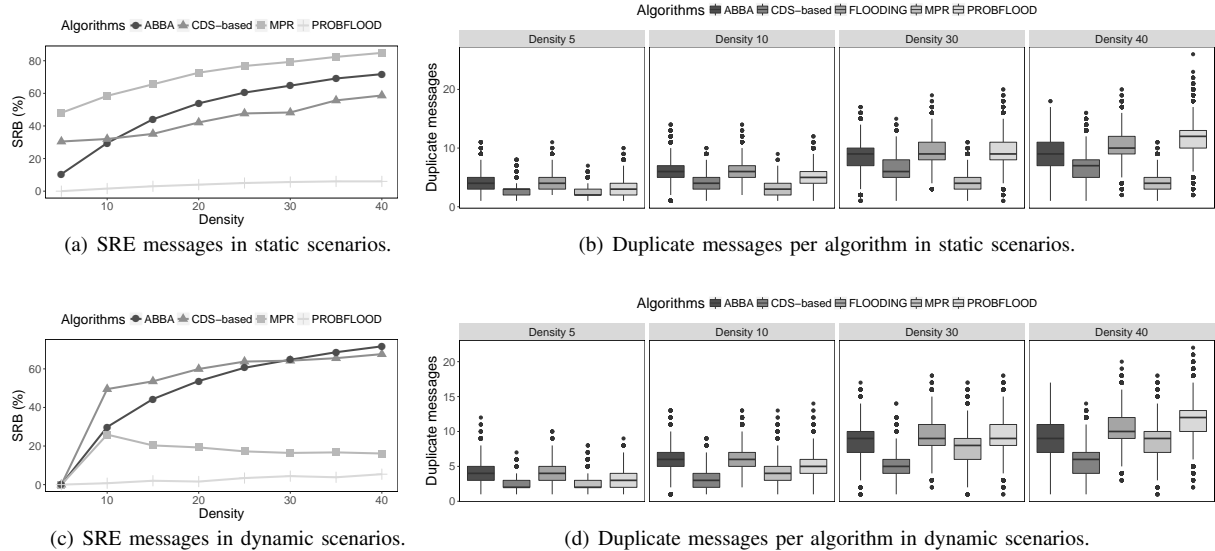 Algorithms ABBA CDS-based MPR PROBFLOOD
SRB (%)
80
60
40
20
0
10 20 30 40
Density
(a) SRE messages in static scenarios.
Algorithms ABBA CDS-based FLOODING MPR PROBFLOOD
Density 5 Density 10 Density 30 Density 40
Duplicate messages
20
10
0
(b) Duplicate messages per algorithm in static scenarios.
Algorithms ABBA CDS-based MPR PROBFLOOD
SRB (%)
60
40
20
0
10 20 30 40
Density
(c) SRE messages in dynamic scenarios.
Algorithms ABBA CDS-based FLOODING MPR PROBFLOOD
Density 5 Density 10 Density 30 Density 40
Duplicate messages
20
15
10
5
0
(d) Duplicate messages per algorithm in dynamic scenarios.